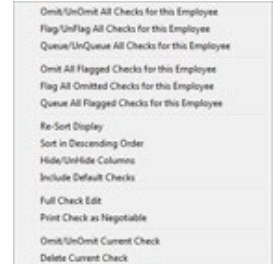 Omit/UnOmit All Checks for this Employee
Flag/UnFlag All Checks for this Employee
Queue/UnQueue All Checks for this Employee
Omit All Flagged Checks for this Employee
Flag All Omitted Checks for this Employee
Queue All Flagged Checks for this Employee
Re-Sort Display
Sort in Descending Order
Hide/UnHide Columns
Include Default Checks
Full Check Edit
Print Check as Negotiable
Omit/UnOmit Current Check
Delete Current Check